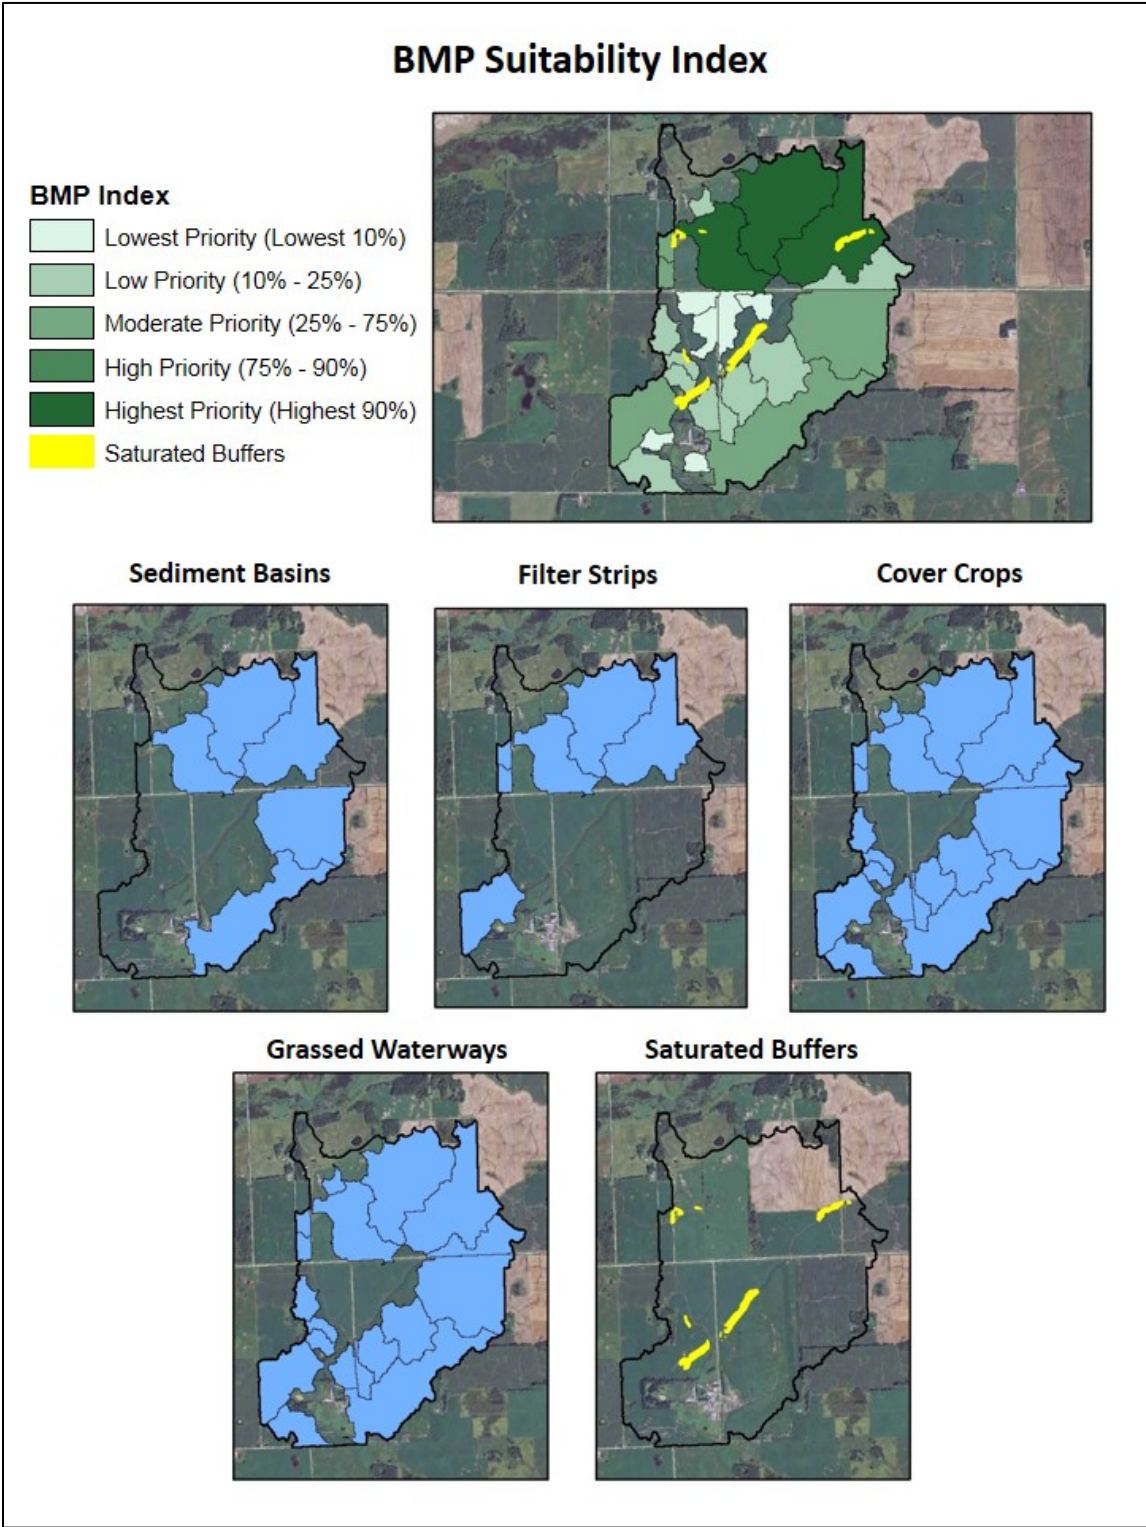 BMP Suitability Index
BMP Index
Lowest Priority (Lowest 10%)
Low Priority (10% - 25%)
Moderate Priority (25% - 75%)
High Priority (75% - 90%)
Highest Priority (Highest 90%)
Saturated Buffers
Sediment Basins
Filter Strips
Cover Crops
Grassed Waterways
Saturated Buffers